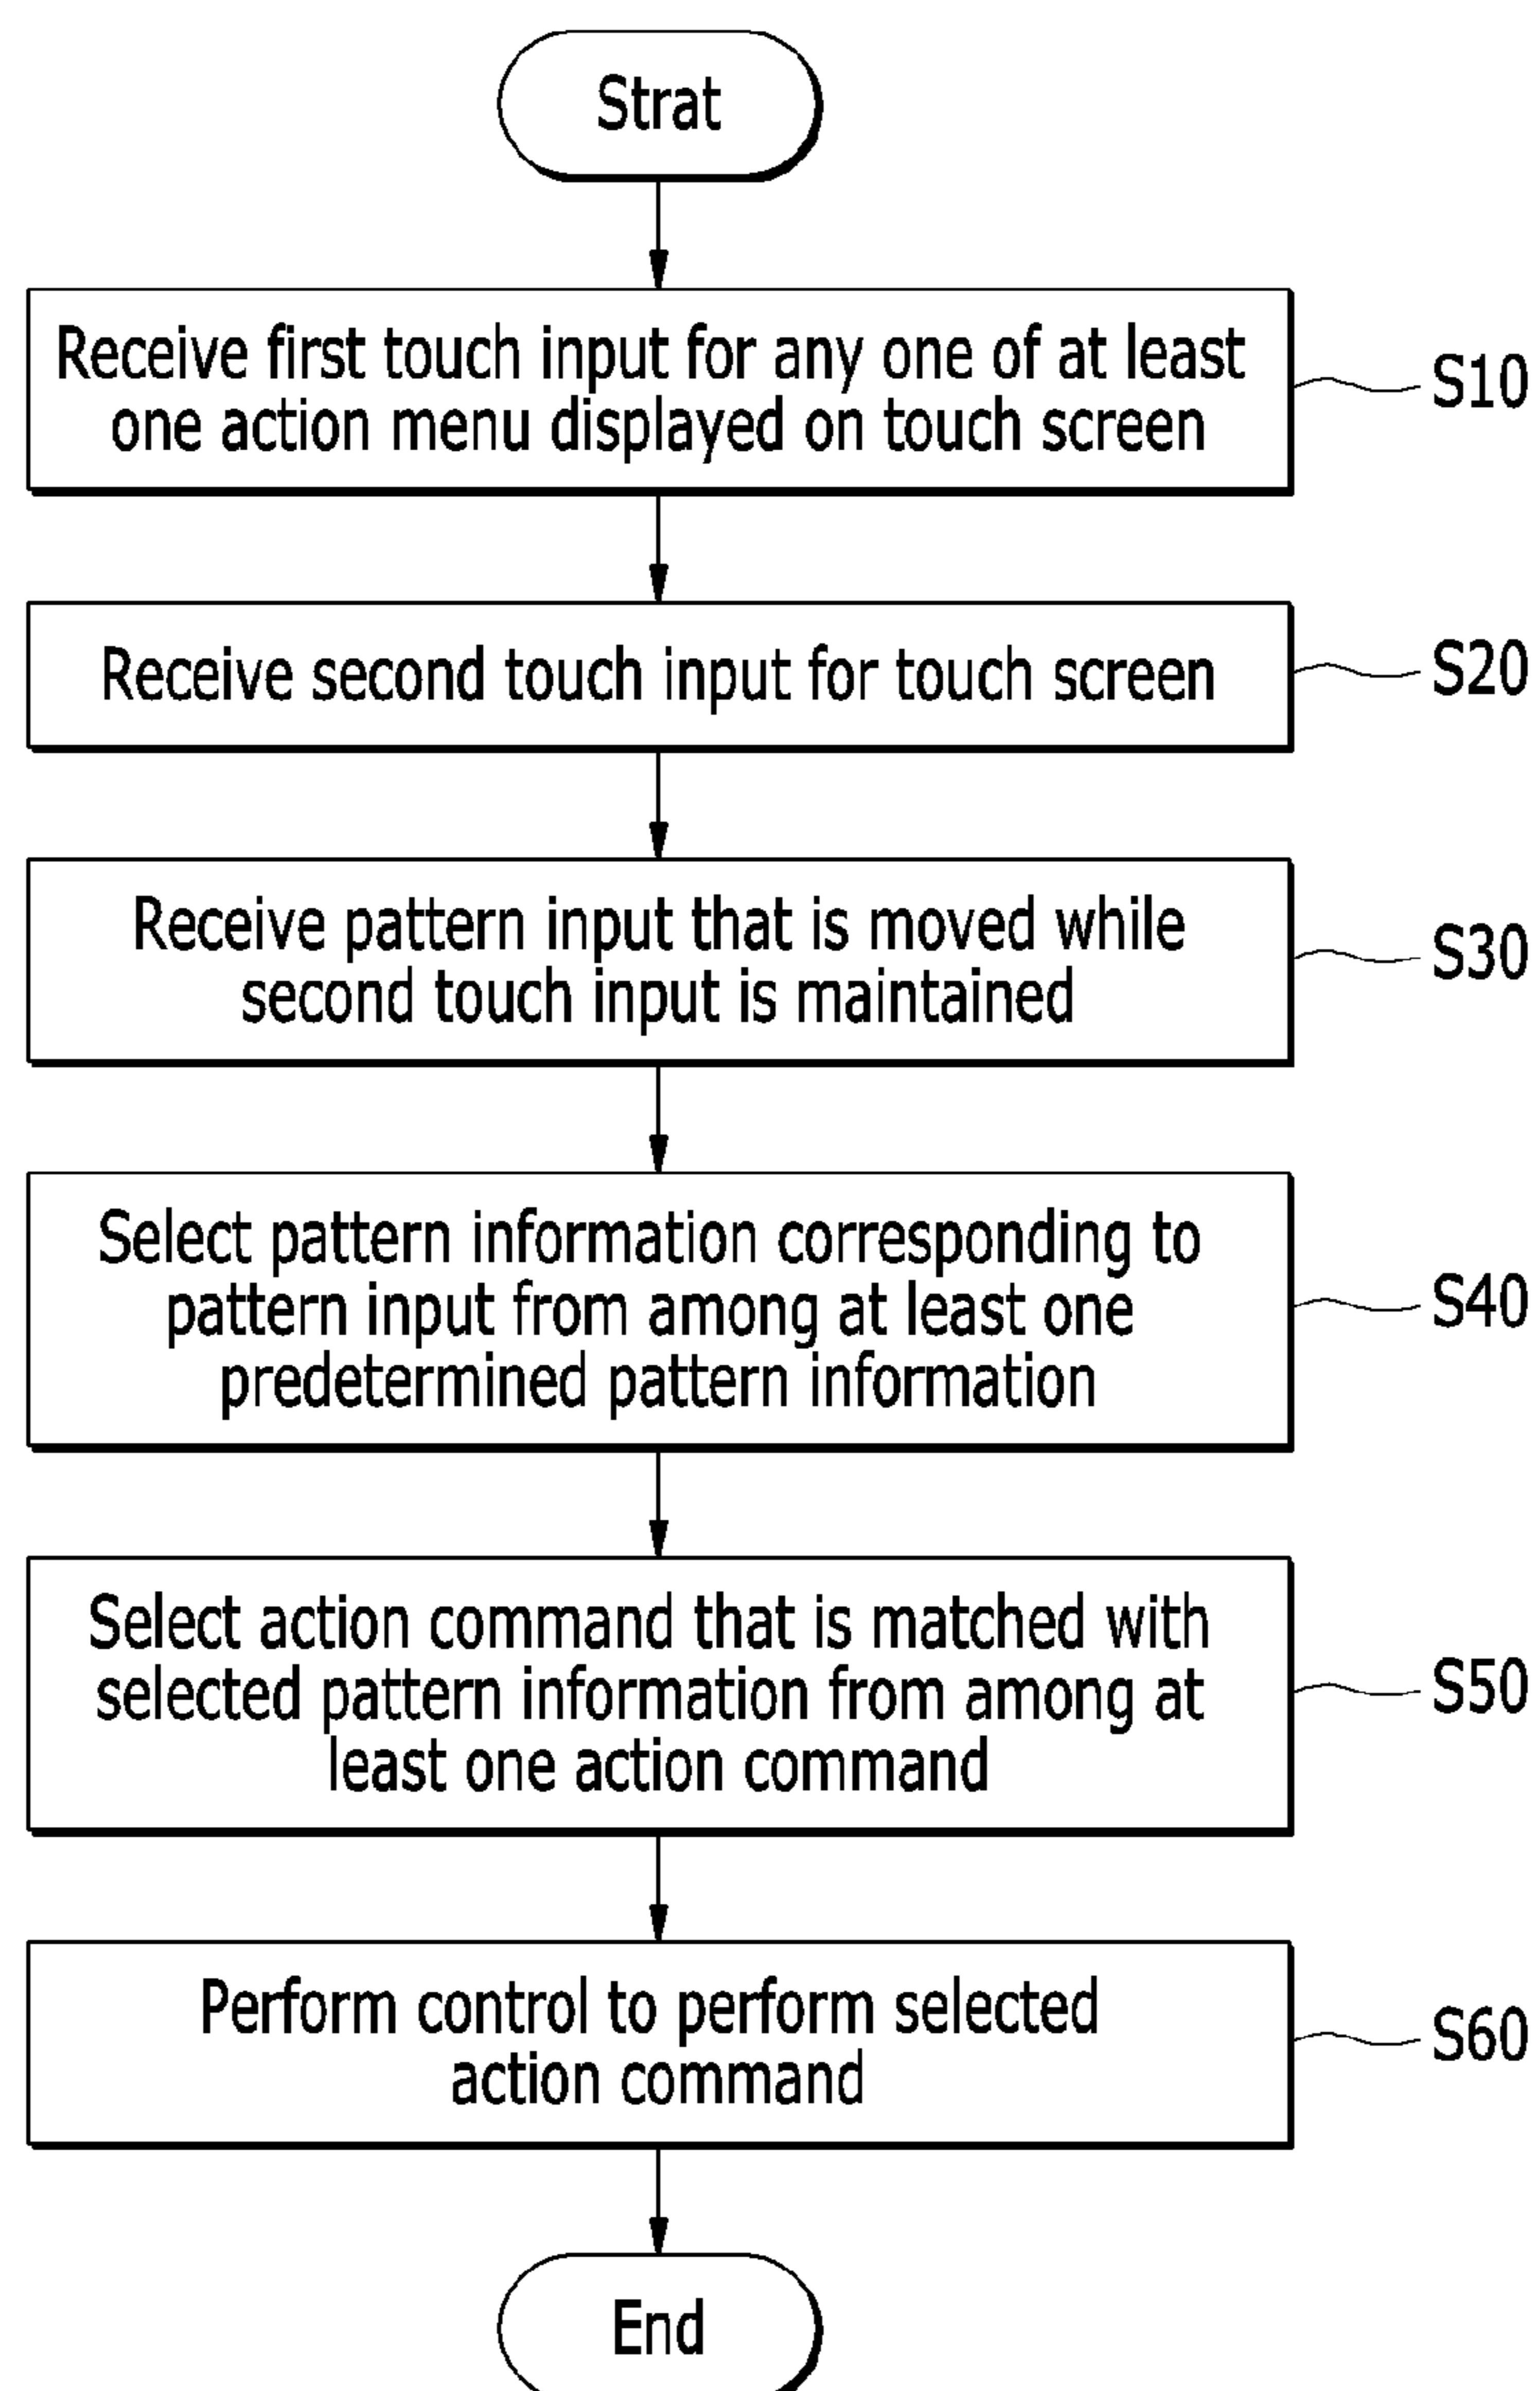 Strat
Receive first touch input for any one of at least
one action menu displayed on touch screen
S10
Receive second touch input for touch screen
S20
Receive pattern input that is moved while
second touch input is maintained
S30
Select pattern information corresponding to
pattern input from among at least one
predetermined pattern information
S40
Select action command that is matched with
selected pattern information from among at
least one action command
S50
Perform control to perform selected
action command
S60
End